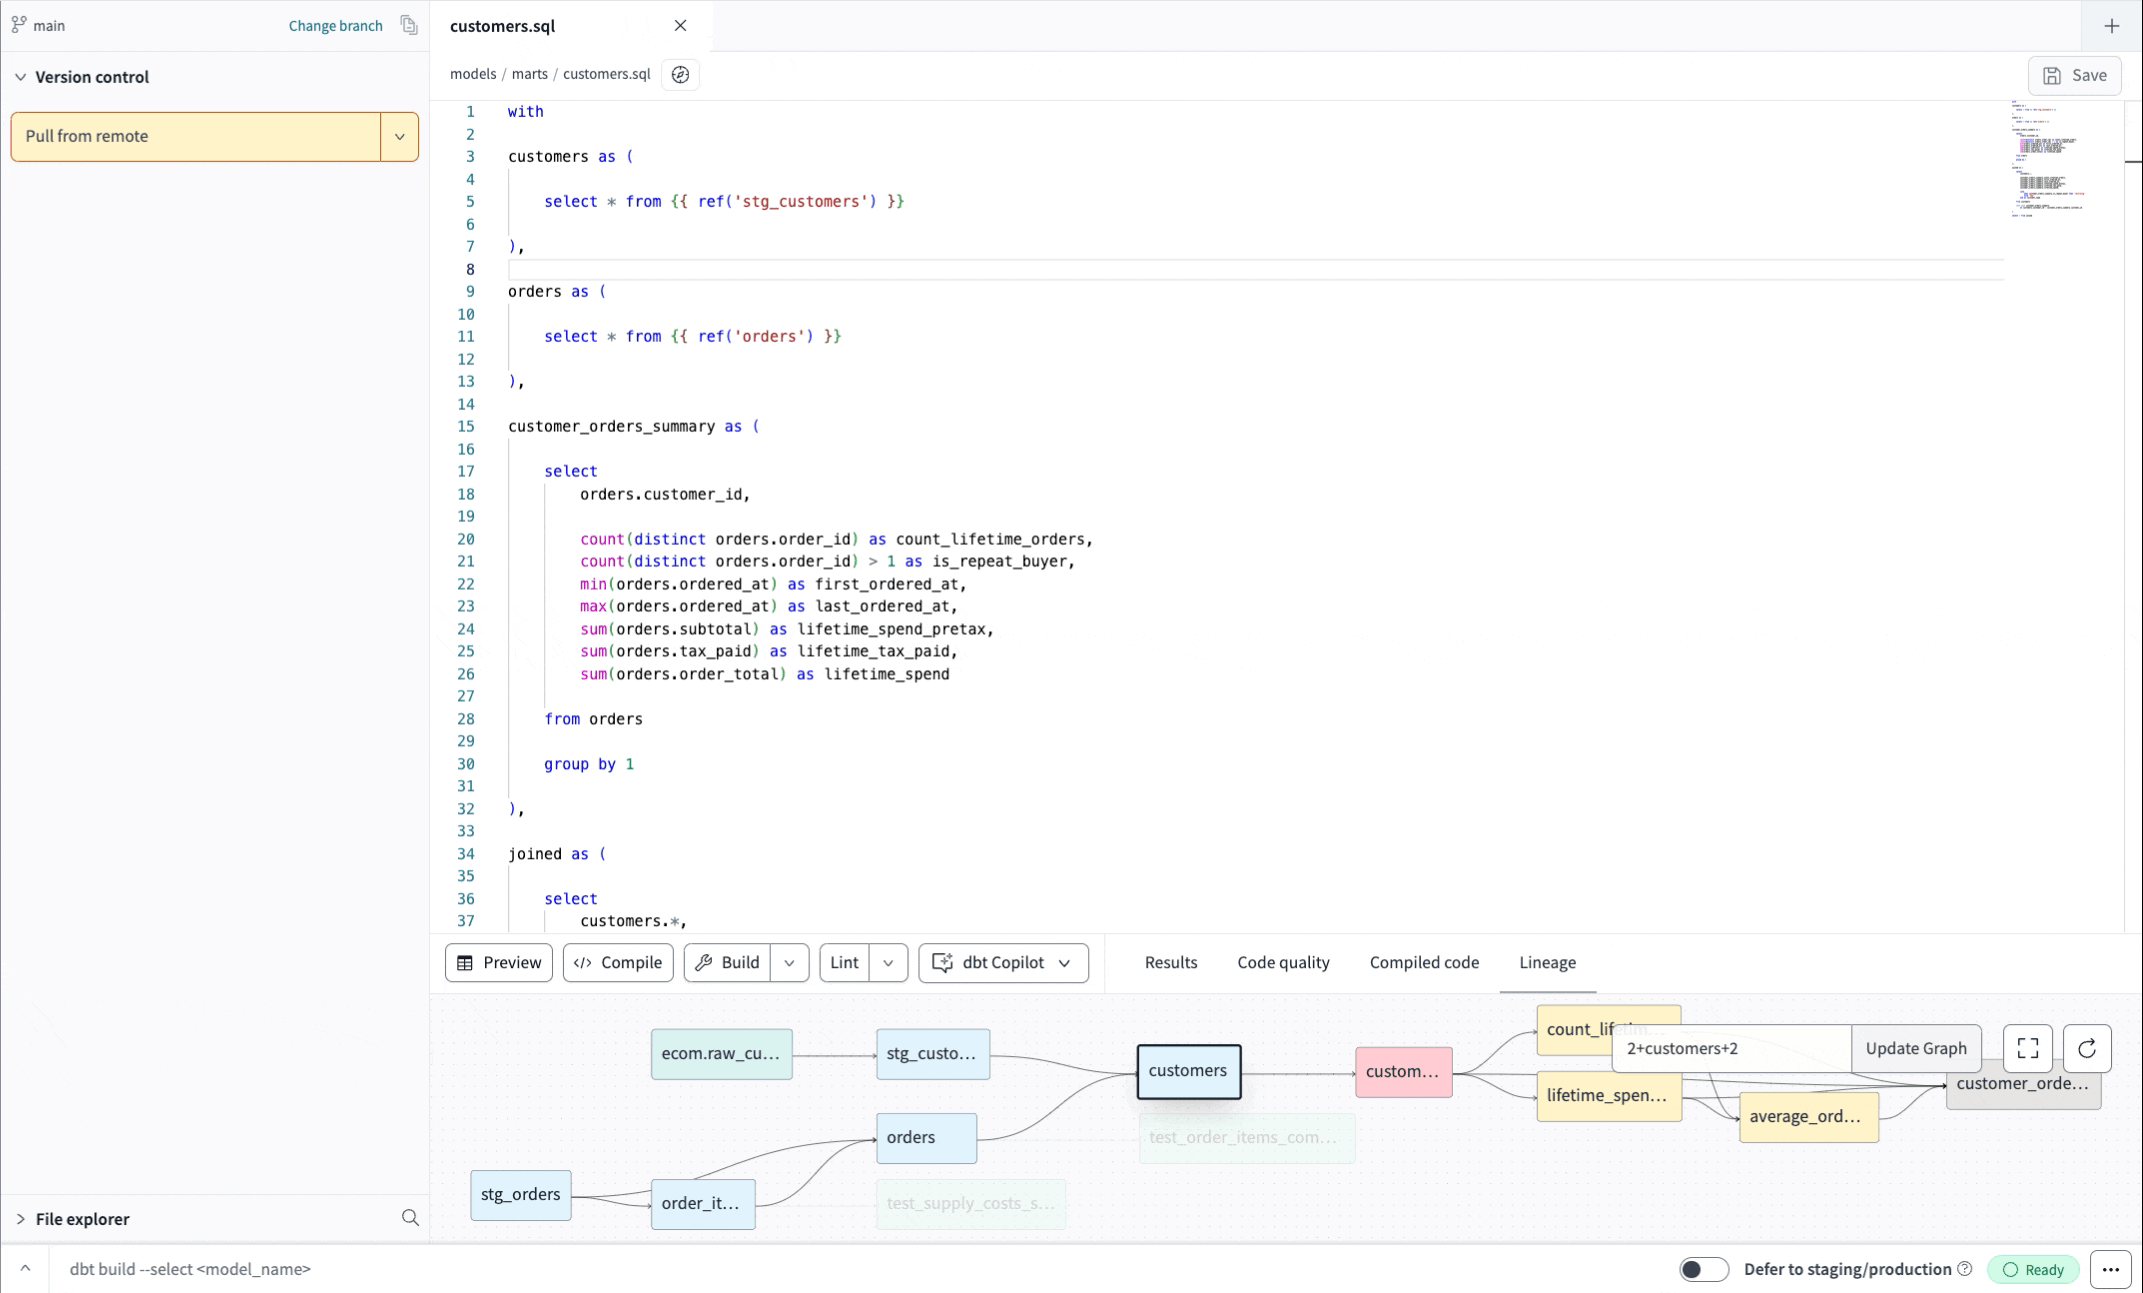 main
Change branch
Version control
Pull from remote
File explorer
customers.sql
models / marts / customers.sql
Save
1 with
2
3 customers as (
4
5 select * from {{ ref('stg_customers') }}
6
7 ),
8
9 orders as (
10
11 select * from {{ ref('orders') }}
12
13 ),
14
15 customer_orders_summary as (
16
17 select
18 orders.customer_id,
19
20 count(distinct orders.order_id) as count_lifetime_orders,
21 count(distinct orders.order_id) > 1 as is_repeat_buyer,
22 min(orders.ordered_at) as first_ordered_at,
23 max(orders.ordered_at) as last_ordered_at,
24 sum(orders.subtotal) as lifetime_spend_pretax,
25 sum(orders.tax_paid) as lifetime_tax_paid,
26 sum(orders.order_total) as lifetime_spend
27
28 from orders
29
30 group by 1
31
32 ),
33
34 joined as (
35
36 select
37 customers.*,
Preview
Compile
Build
Lint
dbt Copilot
Results
Code quality
Compiled code
Lineage
ecom.raw_cu...
stg_custo...
customers
custom...
count_lifetim...
2+customers+2
Update Graph
lifetime_spen...
customer_orde...
average_ord...
orders
test_order_items_com...
stg_orders
order_it...
test_supply_costs_s...
dbt build --select <model_name>
Defer to staging/production
Ready